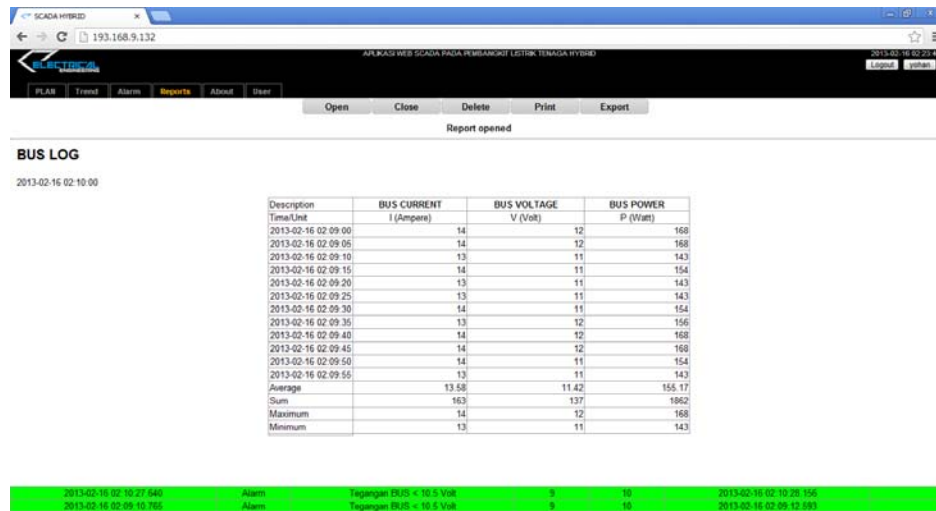 SCADA HYBRID
193.168.9.132
APLIKASI WEB SCADA PADA PEMBANGKIT LISTRIK TENAGA HYBRID
2013-02-16 02:23:4
ELECTRICAL
ENGINEERING
Logout yohan
PLAN Trend Alarm Reports About User
Open Close Delete Print Export
Report opened
BUS LOG
2013-02-16 02:10:00
Description BUS CURRENT BUS VOLTAGE BUS POWER
Time/Unit I (Ampere) V (Volt) P (Watt)
2013-02-16 02:09:00 14 12 168
2013-02-16 02:09:05 14 12 168
2013-02-16 02:09:10 13 11 143
2013-02-16 02:09:15 14 11 154
2013-02-16 02:09:20 13 11 143
2013-02-16 02:09:25 13 11 143
2013-02-16 02:09:30 14 11 154
2013-02-16 02:09:35 13 12 156
2013-02-16 02:09:40 14 12 168
2013-02-16 02:09:45 14 12 168
2013-02-16 02:09:50 14 11 154
2013-02-16 02:09:55 13 11 143
Average 13.58 11.42 155.17
Sum 163 137 1862
Maximum 14 12 168
Minimum 13 11 143
2013-02-16 02:10:27.640 Alarm Tegangan BUS < 10.5 Volt 9 10 2013-02-16 02:10:28.156
2013-02-16 02:09:10.765 Alarm Tegangan BUS < 10.5 Volt 9 10 2013-02-16 02:09:12.593